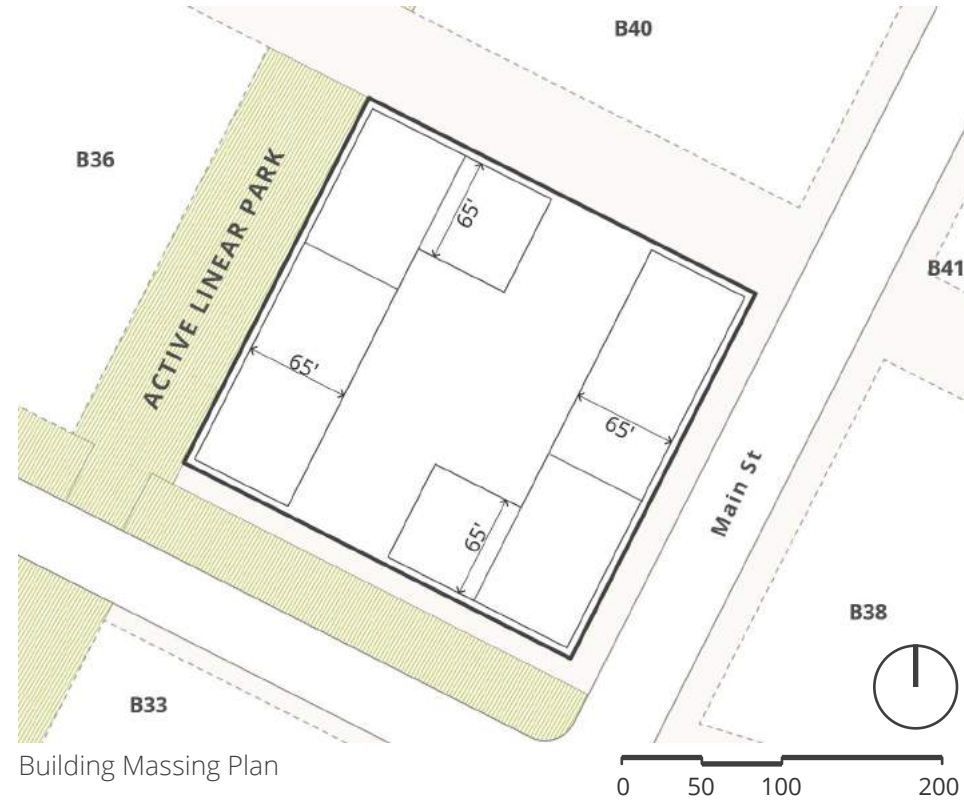 B40
B36
ACTIVE LINEAR PARK
65'
B41
65'
65'
Main St
65'
B38
B33
Building Massing Plan
0 50 100 200